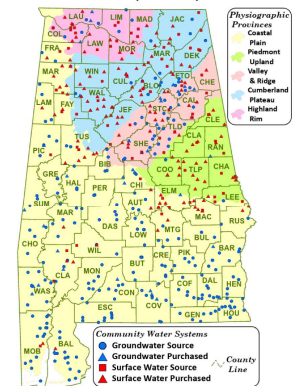 Physiographic
Provinces
Coastal
Plain
Piedmont
Upland
Valley
& Ridge
Cumberland
Plateau
Highland
Rim
LAU
LIM
MAD
JAC
COL
FRA
LAW
MOR
MAR
DEK
MAR
WIN
CUL
BLO
ETO
CHE
LAM
FAY
WAL
JEF
STC
CAL
CLE
TUS
SHE
TLD
CLA
RAN
PIC
BIB
COO
TLP
CHA
GRE
HAL
PER
CHI
ELM
LEE
SUM
MAR
AUT
MAC
RUS
DAS
LOW
MTG
BUL
CHO
WIL
CRE
PIK
BAR
CLA
MON
BUT
COF
DAL
HEN
WAS
CON
COV
ESC
GEN
HOU
MOB
BAL
Community Water Systems
Groundwater Source
Groundwater Purchased
Surface Water Source
Surface Water Purchased
County
Line